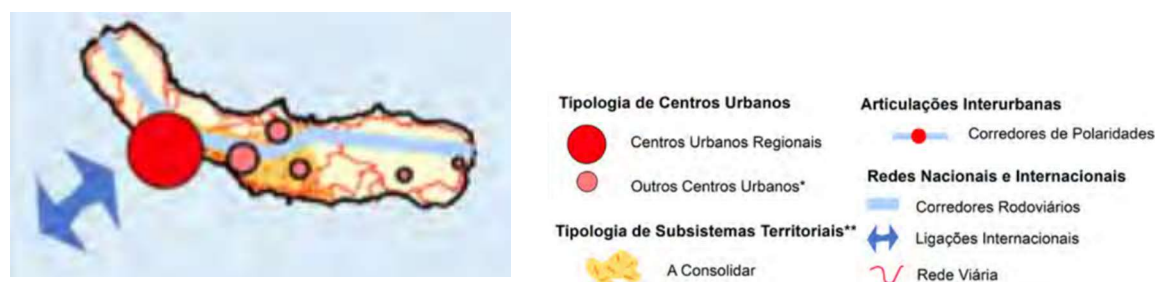 Tipologia de Centros Urbanos
Centros Urbanos Regionais
Outros Centros Urbanos*
Tipologia de Subsistemas Territoriais**
A Consolidar
Articulações Interurbanas
Corredores de Polaridades
Redes Nacionais e Internacionais
Corredores Rodoviários
Ligações Internacionais
Rede Viária